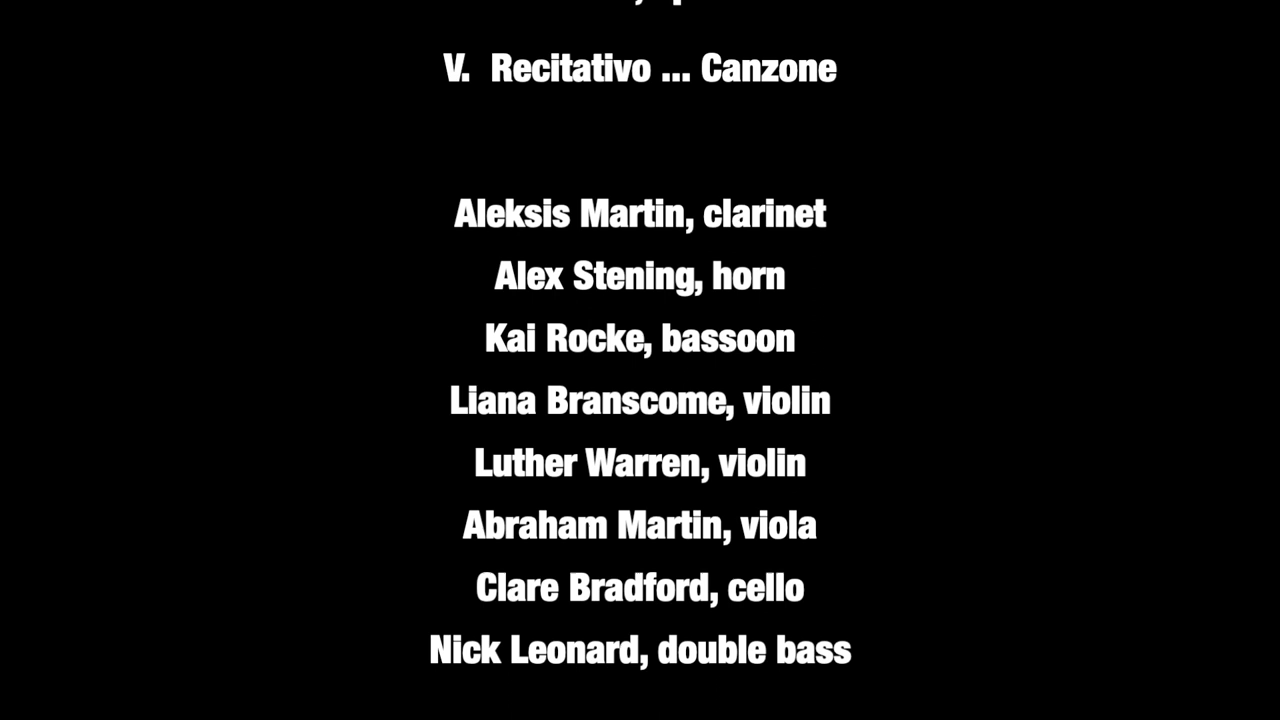 V. Recitativo ... Canzone
Aleksis Martin, clarinet
Alex Stening, horn
Kai Rocke, bassoon
Liana Branscome, violin
Luther Warren, violin
Abraham Martin, viola
Clare Bradford, cello
Nick Leonard, double bass